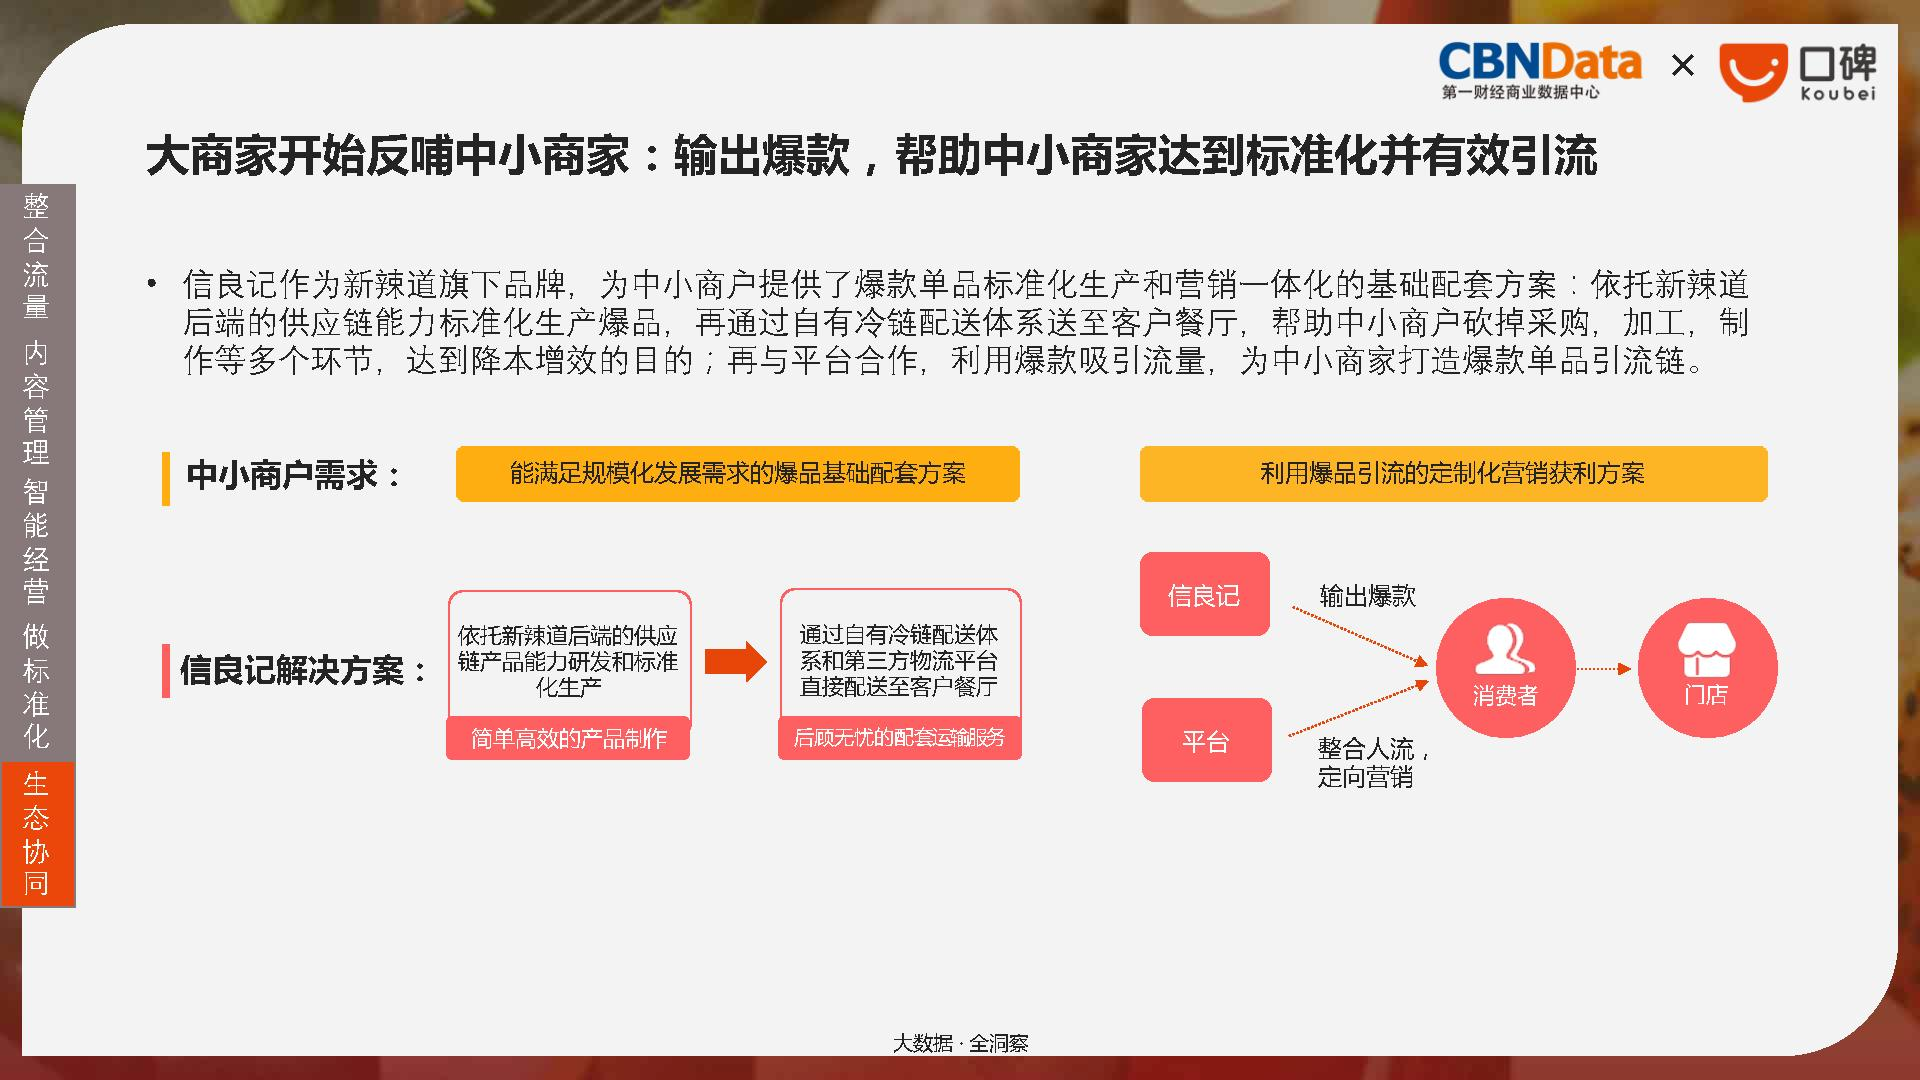 CBNData
第一财经商业数据中心
×
口碑
Koubei
大商家开始反哺中小商家：输出爆款，帮助中小商家达到标准化并有效引流
整合流量
内容管理
智能经营
做标准化
生态协同
• 信良记作为新辣道旗下品牌，为中小商户提供了爆款单品标准化生产和营销一体化的基础配套方案：依托新辣道
后端的供应链能力标准化生产爆品，再通过自有冷链配送体系送至客户餐厅，帮助中小商户砍掉采购，加工，制
作等多个环节，达到降本增效的目的；再与平台合作，利用爆款吸引流量，为中小商家打造爆款单品引流链。
中小商户需求：
能满足规模化发展需求的爆品基础配套方案
利用爆品引流的定制化营销获利方案
信良记解决方案：
依托新辣道后端的供应
链产品能力研发和标准
化生产
简单高效的产品制作
通过自有冷链配送体
系和第三方物流平台
直接配送至客户餐厅
后顾无忧的配套运输服务
信良记
输出爆款
平台
整合人流，
定向营销
消费者
门店
大数据·全洞察